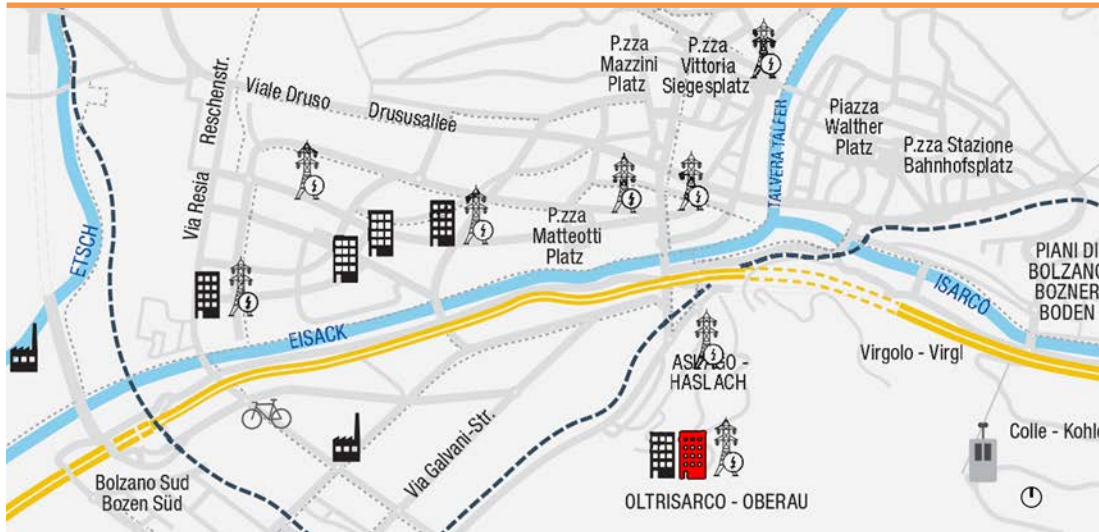 P.zza
Mazzini
Platz
P.zza
Vittoria
Siegesplatz
Reschenstr.
Viale Druso
Drususallee
Piazza
Walther
Platz
P.zza Stazione
Bahnhofsplatz
TALVERA TALFER
Via Resia
ETSCH
P.zza
Matteotti
Platz
PIANI DI
BOLZANO
BOZNER
BODEN
ISARCO
EISACK
Virgolo - Virgl
HASLACH
Via Galvani-Str.
Colle - Kohle
Bolzano Sud
Bozen Süd
OLTRISARCO - OBERAU